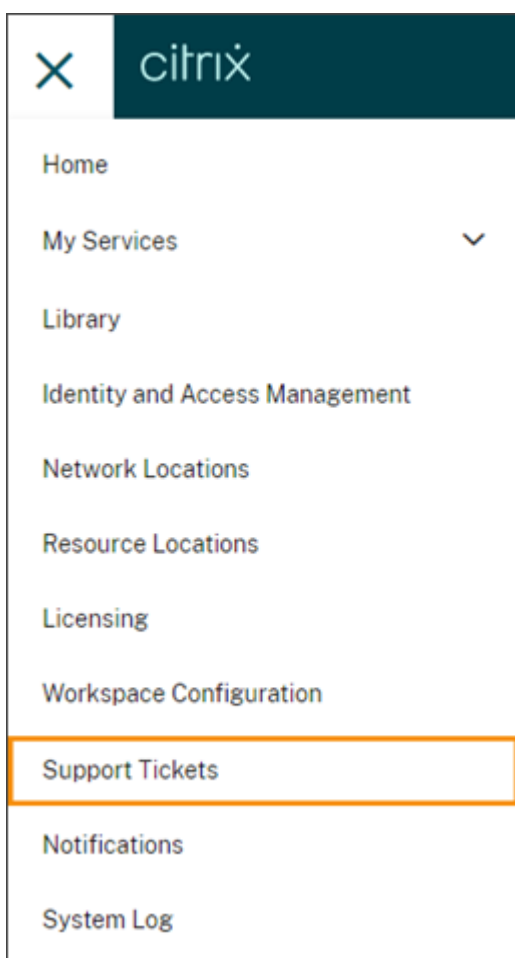 citrix
Home
My Services
Library
Identity and Access Management
Network Locations
Resource Locations
Licensing
Workspace Configuration
Support Tickets
Notifications
System Log